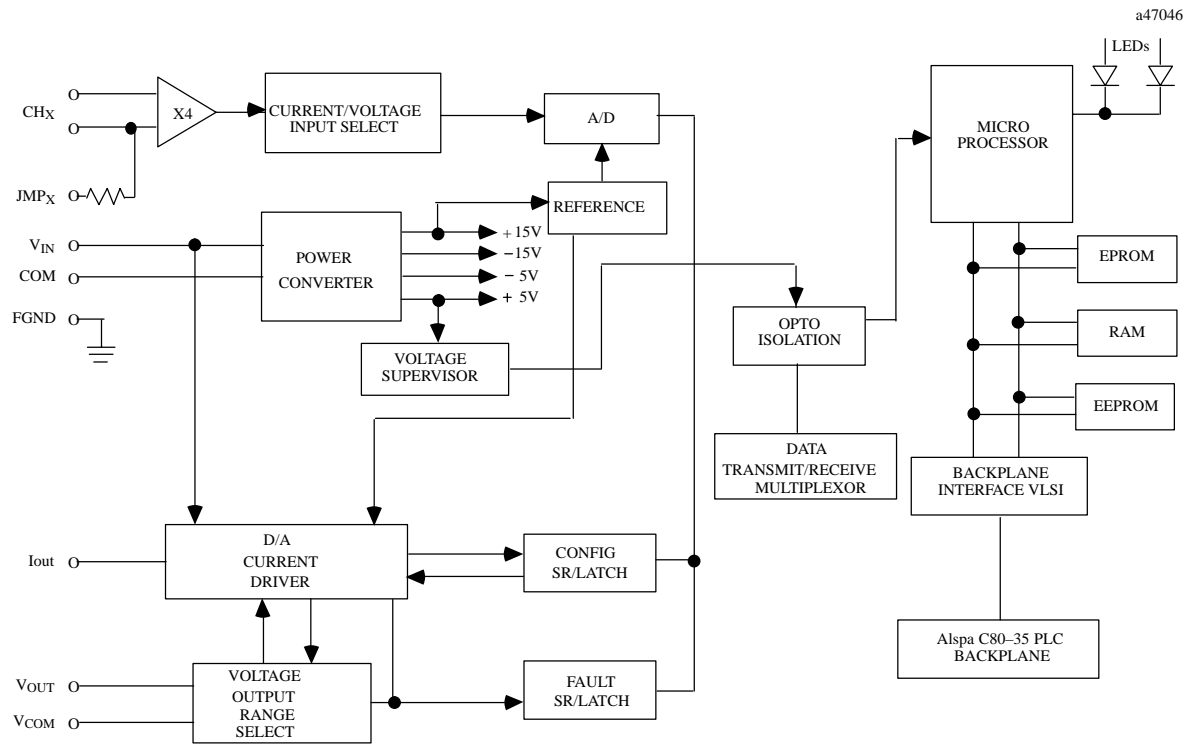 a47046
LEDs
CHX
X4
CURRENT/VOLTAGE
INPUT SELECT
A/D
MICRO
PROCESSOR
JMPX
REFERENCE
VIN
COM
FGND
POWER
CONVERTER
+ 15V
− 15V
− 5V
+ 5V
EPROM
OPTO
ISOLATION
RAM
VOLTAGE
SUPERVISOR
EEPROM
DATA
TRANSMIT/RECEIVE
MULTIPLEXOR
BACKPLANE
INTERFACE VLSI
Iout
D/A
CURRENT
DRIVER
CONFIG
SR/LATCH
Alspa C80–35 PLC
BACKPLANE
VOUT
VCOM
VOLTAGE
OUTPUT
RANGE
SELECT
FAULT
SR/LATCH